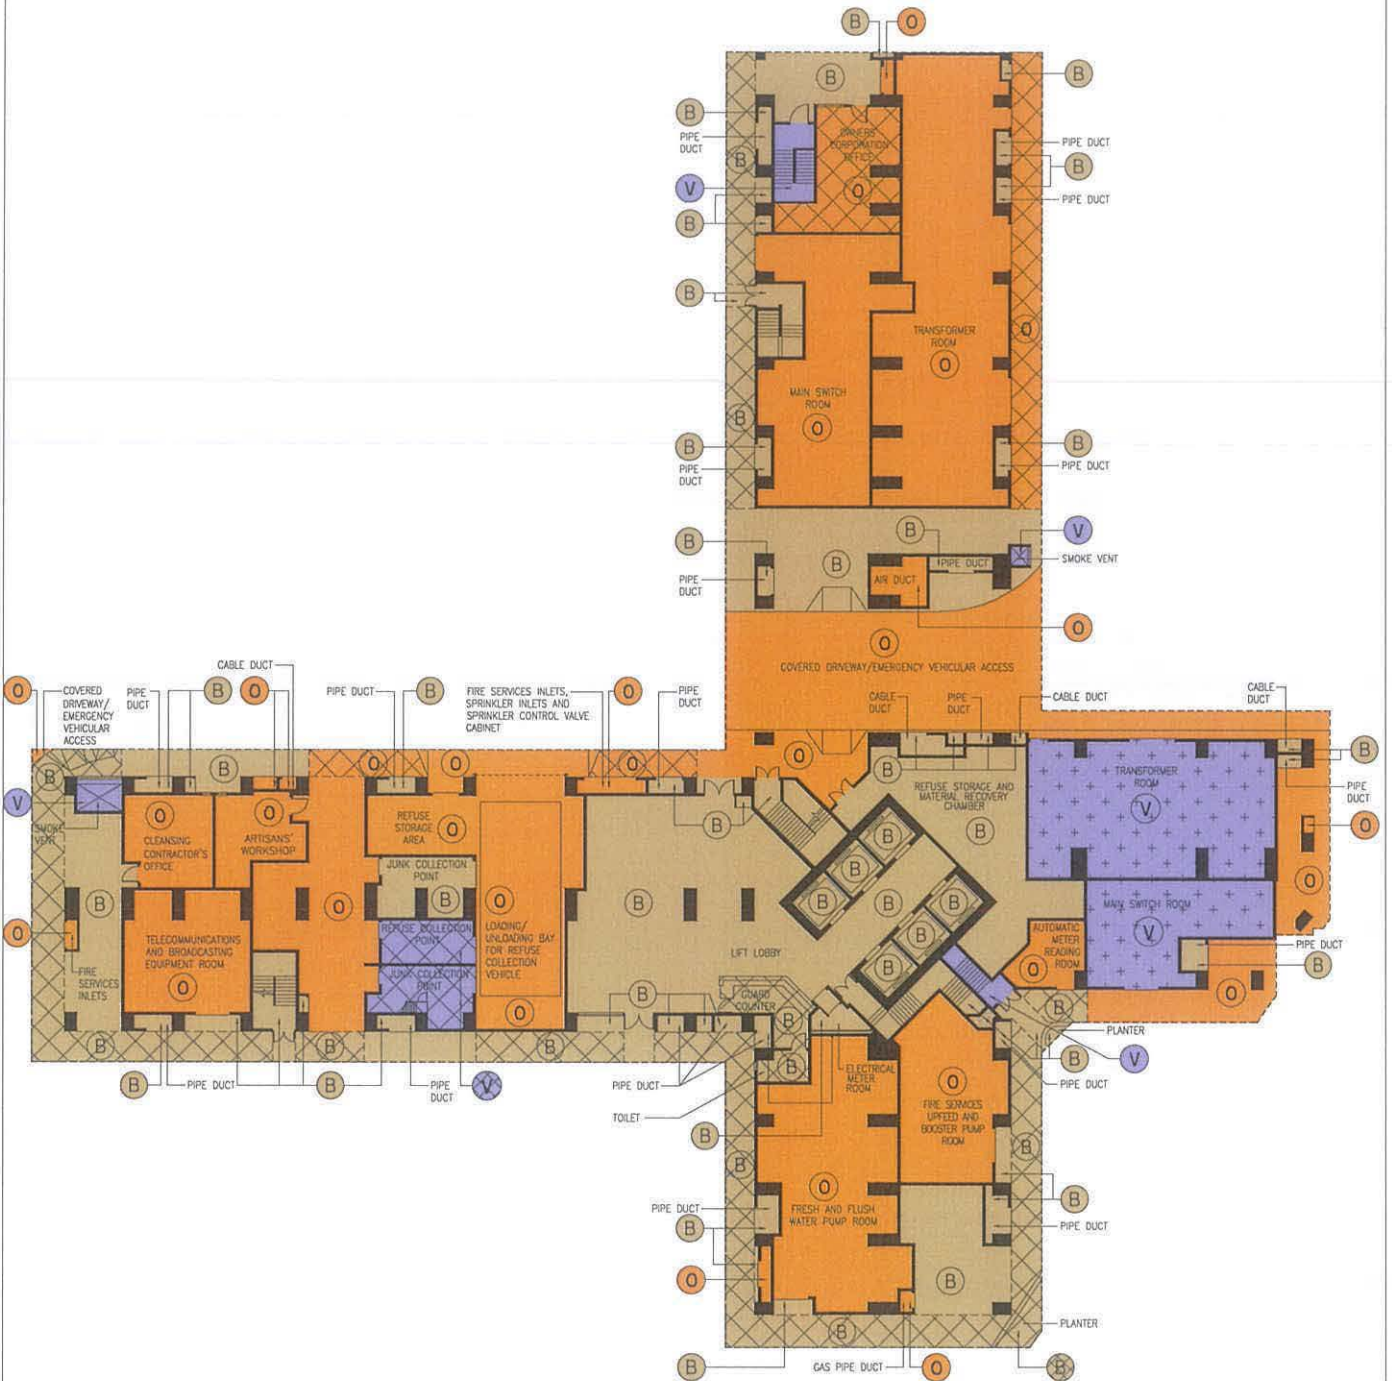 B O
B B
B
PIPE
DUCT
OWNERS'
CORPORATION
OFFICE
PIPE DUCT
B
B
V
O
PIPE DUCT
B
B
TRANSFORMER
ROOM
O
O
MAIN SWITCH
ROOM
O
B
B
PIPE
DUCT
B
PIPE DUCT
B
B
V
SMOKE VENT
PIPE DUCT
B
PIPE
DUCT
AIR DUCT
O
O
COVERED DRIVEWAY/EMERGENCY VEHICULAR ACCESS
CABLE DUCT
O
COVERED
DRIVEWAY/
EMERGENCY
VEHICULAR
ACCESS
PIPE
DUCT
B
O
PIPE DUCT
B
FIRE SERVICES INLETS,
SPRINKLER INLETS AND
SPRINKLER CONTROL VALVE
CABINET
O
PIPE
DUCT
CABLE
DUCT
PIPE
DUCT
CABLE DUCT
CABLE
DUCT
B
B
B
O
O
O
O
B
PIPE
DUCT
V
SMOKE
VENT
CLEANSING
CONTRACTOR'S
OFFICE
O
ARTISANS'
WORKSHOP
O
REFUSE
STORAGE
AREA
O
JUNK COLLECTION
POINT
B
B
REFUSE STORAGE AND
MATERIAL RECOVERY
CHAMBER
B
TRANSFORMER
ROOM
V
O
O
B
B
B
B
O
TELECOMMUNICATIONS
AND BROADCASTING
EQUIPMENT ROOM
O
O
FIRE
SERVICES
INLETS
REFUSE COLLECTION
POINT
JUNK COLLECTION
POINT
O
LOADING/
UNLOADING BAY
FOR REFUSE
COLLECTION
VEHICLE
O
B
LIFT LOBBY
B
B
B
B
MAIN SWITCH ROOM
V
AUTOMATIC
METER
READING
ROOM
O
PIPE DUCT
B
O
GUARD
COUNTER
B
B
B
B
B
B
PLANTER
B
V
PIPE DUCT
B
PIPE DUCT
B
PIPE
DUCT
V
PIPE DUCT
TOILET
B
ELECTRICAL
METER
ROOM
O
FIRE SERVICES
UPFEED AND
BOOSTER PUMP
ROOM
B
B
B
B
O
FRESH AND FLUSH
WATER PUMP ROOM
PIPE DUCT
B
PIPE DUCT
O
B
B
PLANTER
B
GAS PIPE DUCT
O
B